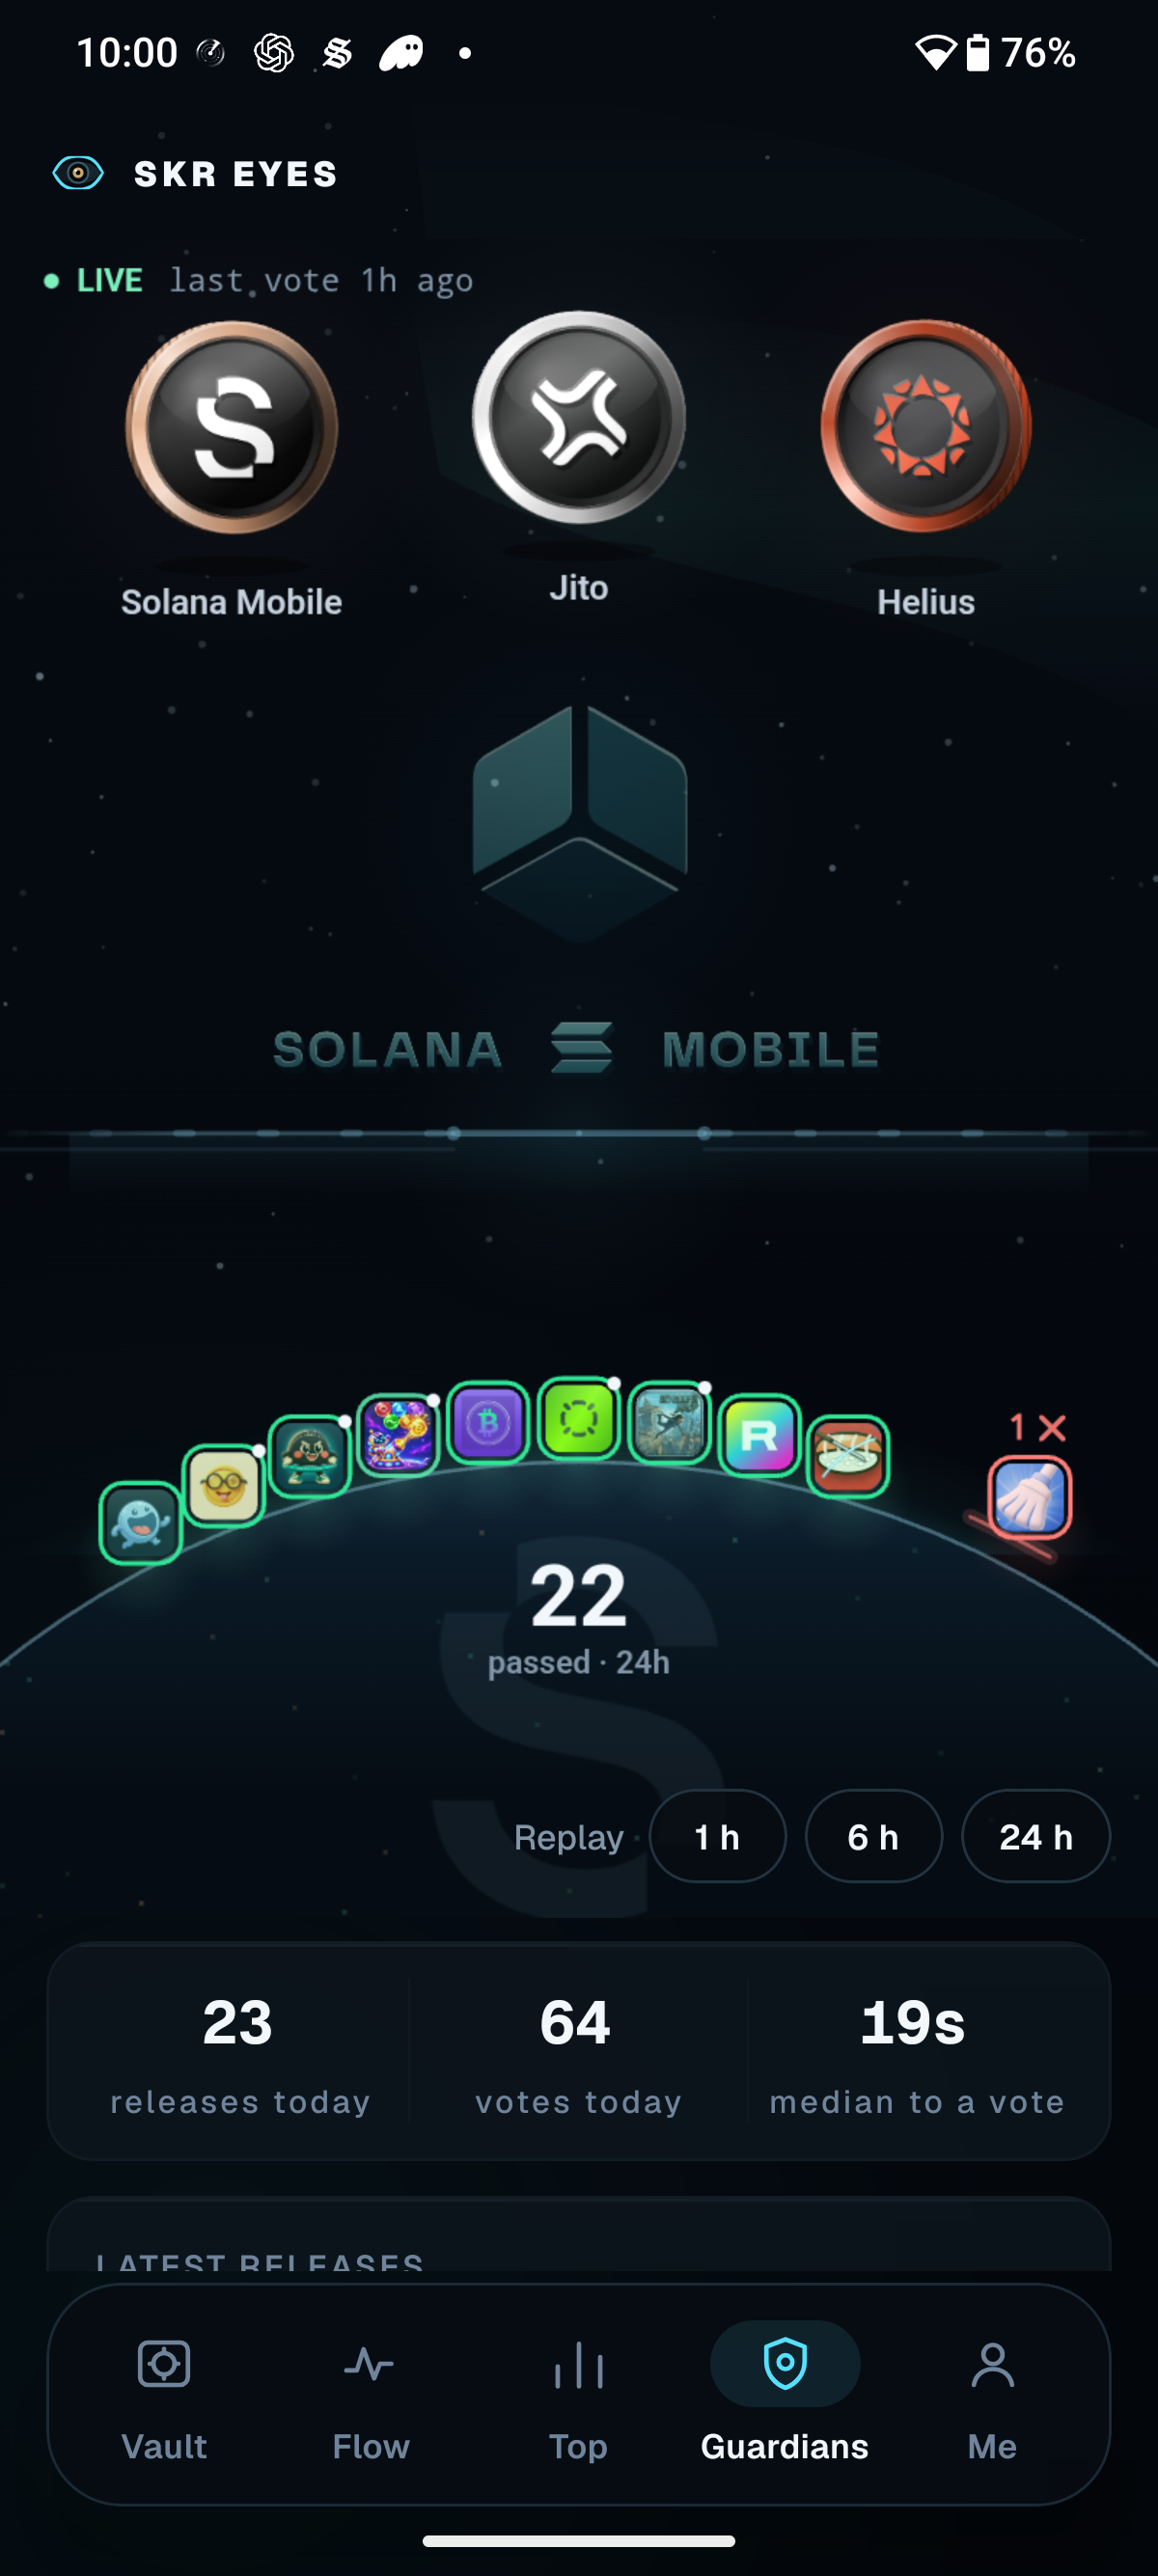 10:00
76%
SKR EYES
LIVE last vote 1h ago
Solana Mobile
Jito
Helius
SOLANA MOBILE
1 ×
R
22
passed · 24h
Replay 1 h 6 h 24 h
23 64 19s
releases today votes today median to a vote
LATEST RELEASES
Vault Flow Top Guardians Me